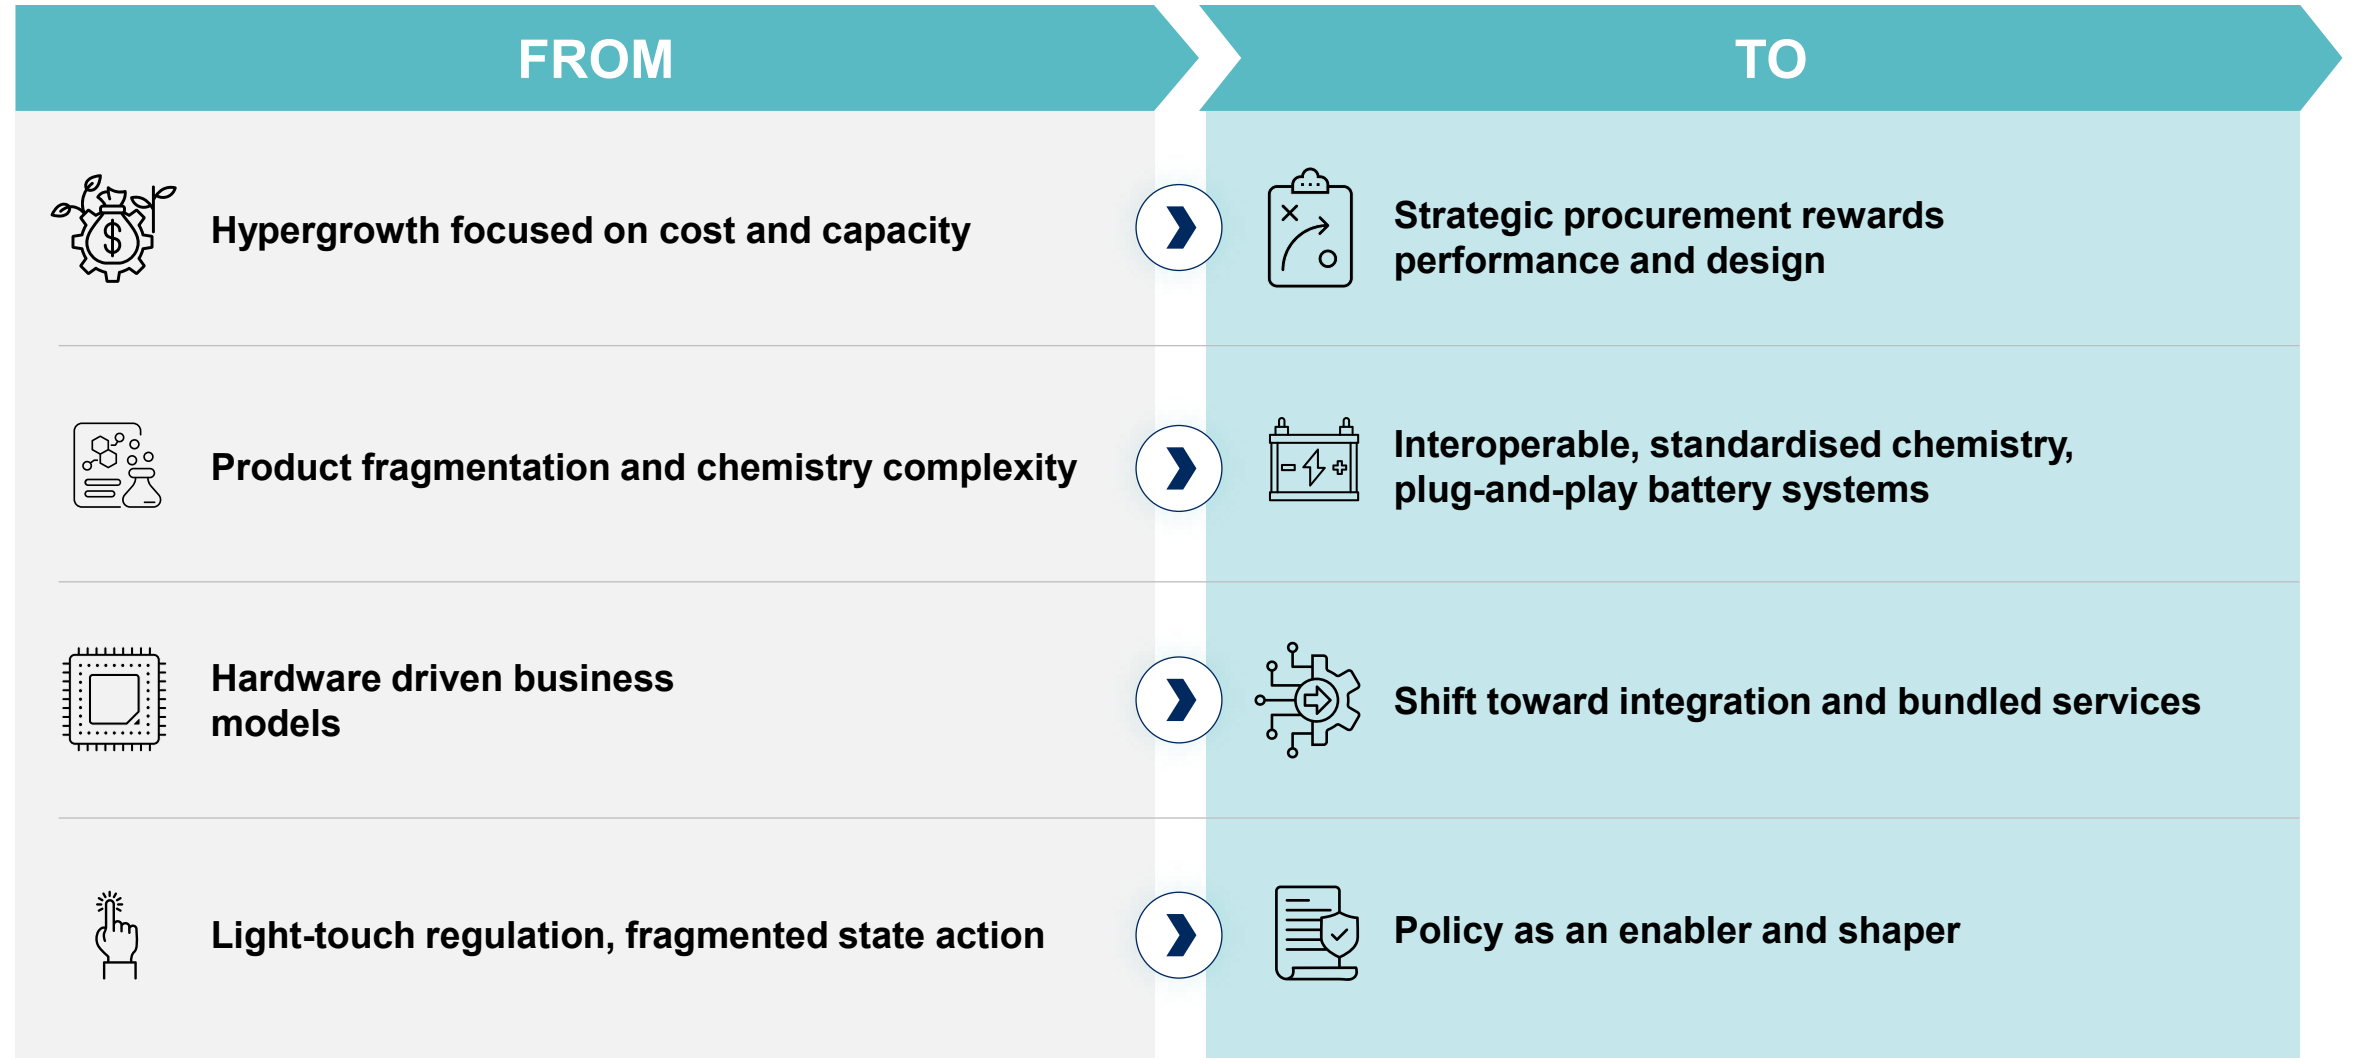 FROM
TO
Hypergrowth focused on cost and capacity
Strategic procurement rewards
performance and design
Product fragmentation and chemistry complexity
Interoperable, standardised chemistry,
plug-and-play battery systems
Hardware driven business
models
Shift toward integration and bundled services
Light-touch regulation, fragmented state action
Policy as an enabler and shaper